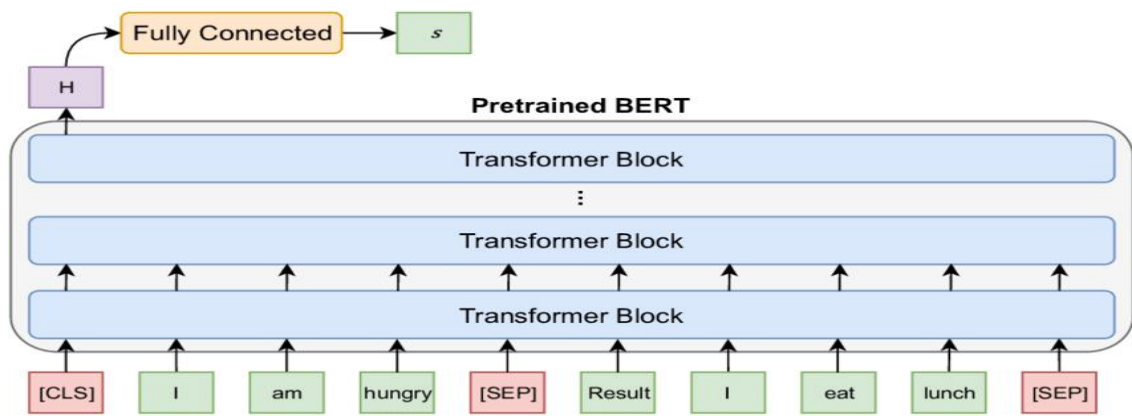 Fully Connected s
H
Pretrained BERT
Transformer Block
...
Transformer Block
Transformer Block
[CLS] I am hungry [SEP] Result I eat lunch [SEP]